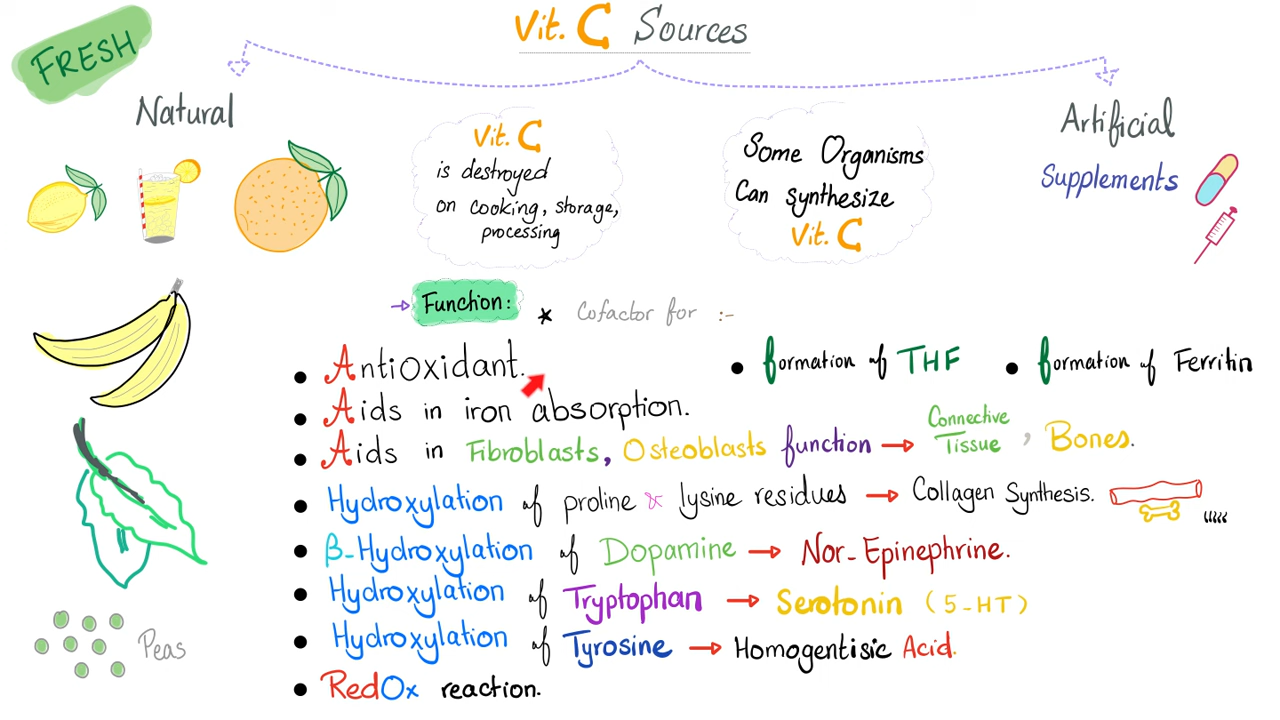 FRESH
Vit. C Sources
Natural
Vit. C
is destroyed
on cooking, storage,
processing
Some Organisms
Can synthesize
Vit. C
Artificial
Supplements
Function:
* Cofactor for :-
• Antioxidant.
• formation of THF
• formation of Ferritin
• Aids in iron absorption.
• Aids in Fibroblasts, Osteoblasts function → Connective Tissue, Bones.
• Hydroxylation of proline & lysine residues → Collagen Synthesis.
• β-Hydroxylation of Dopamine → Nor-Epinephrine.
• Hydroxylation of Tryptophan → Serotonin (5-HT)
• Hydroxylation of Tyrosine → Homogentisic Acid.
• RedOx reaction.
Peas